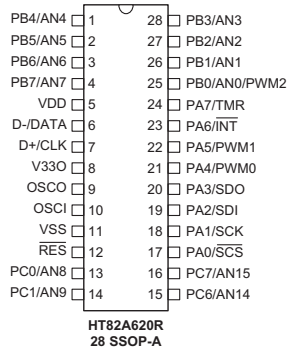 PB4/AN4 1 28 PB3/AN3
PB5/AN5 2 27 PB2/AN2
PB6/AN6 3 26 PB1/AN1
PB7/AN7 4 25 PB0/AN0/PWM2
VDD 5 24 PA7/TMR
D-/DATA 6 23 PA6/INT
D+/CLK 7 22 PA5/PWM1
V33O 8 21 PA4/PWM0
OSCO 9 20 PA3/SDO
OSCI 10 19 PA2/SDI
VSS 11 18 PA1/SCK
RES 12 17 PA0/SCS
PC0/AN8 13 16 PC7/AN15
PC1/AN9 14 15 PC6/AN14
HT82A620R
28 SSOP-A